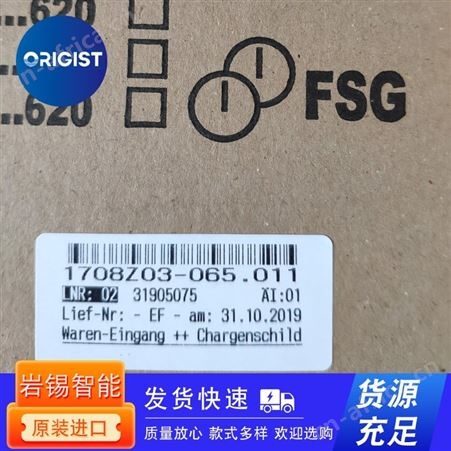 ...620
ORIGIST
...620
FSG
1708Z03-065.011
LNR: 02 31905075 ÄI:01
Lief-Nr: - EF - am: 31.10.2019
Waren-Eingang ++ Chargenschild
岩锡智能
原装进口
发货快速
质量放心 款式多样 欢迎选购
货源
充足